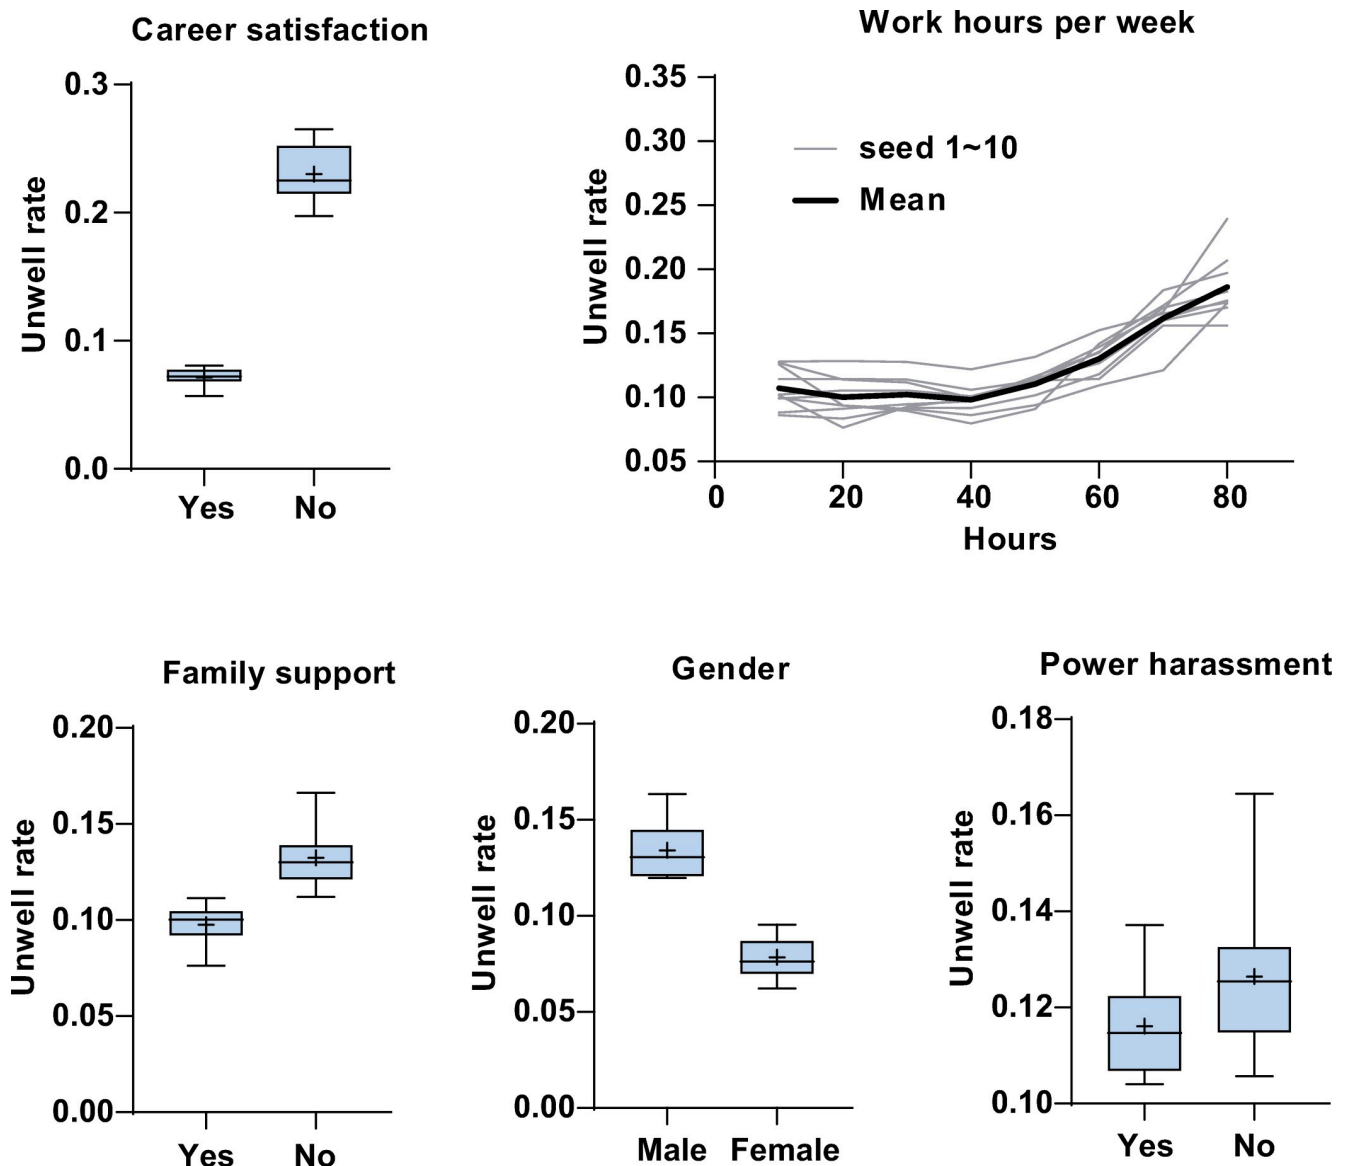 Career satisfaction
Unwell rate
0.3
0.2
0.1
0.0
Yes No
Work hours per week
Unwell rate
0.35
0.30
0.25
0.20
0.15
0.10
0.05
seed 1~10
Mean
0 20 40 60 80
Hours
Family support
Unwell rate
0.20
0.15
0.10
0.05
0.00
Yes No
Gender
Unwell rate
0.20
0.15
0.10
0.05
0.00
Male Female
Power harassment
Unwell rate
0.18
0.16
0.14
0.12
0.10
Yes No